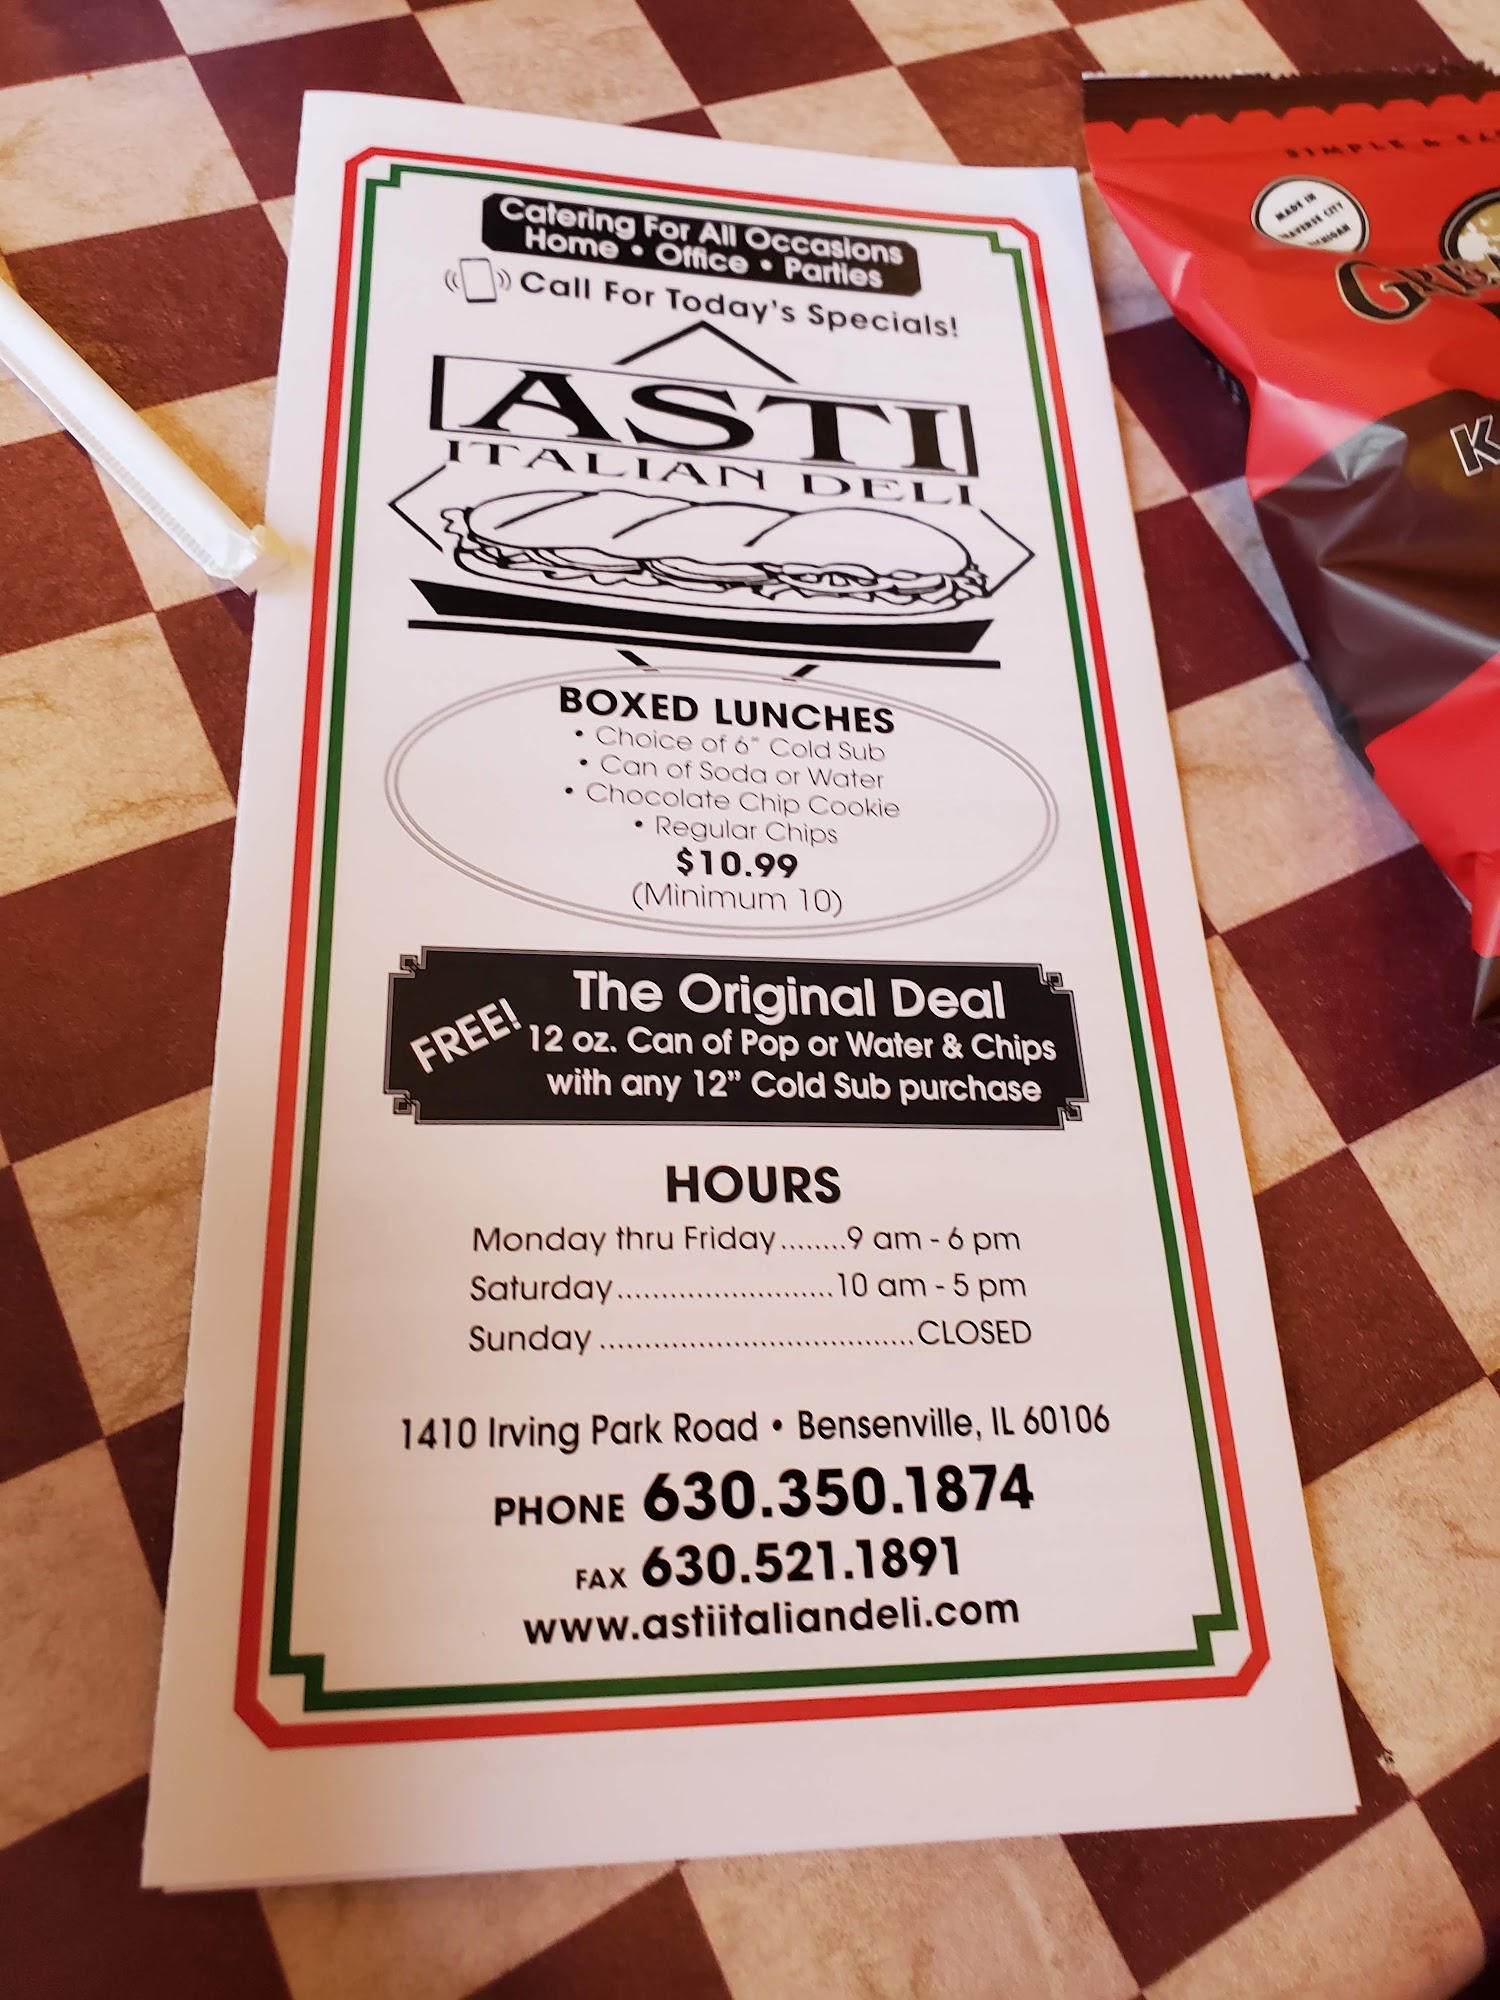 Catering For All Occasions
Home • Office • Parties
Call For Today's Specials!
ASTI
ITALIAN DELI
BOXED LUNCHES
• Choice of 6" Cold Sub
• Can of Soda or Water
• Chocolate Chip Cookie
• Regular Chips
$10.99
(Minimum 10)
FREE!
The Original Deal
12 oz. Can of Pop or Water & Chips
with any 12” Cold Sub purchase
HOURS
Monday thru Friday........9 am - 6 pm
Saturday........................10 am - 5 pm
Sunday...................................CLOSED
1410 Irving Park Road • Bensenville, IL 60106
PHONE 630.350.1874
FAX 630.521.1891
www.astiitaliandeli.com
SIMPLE &
MADE IN
CITY